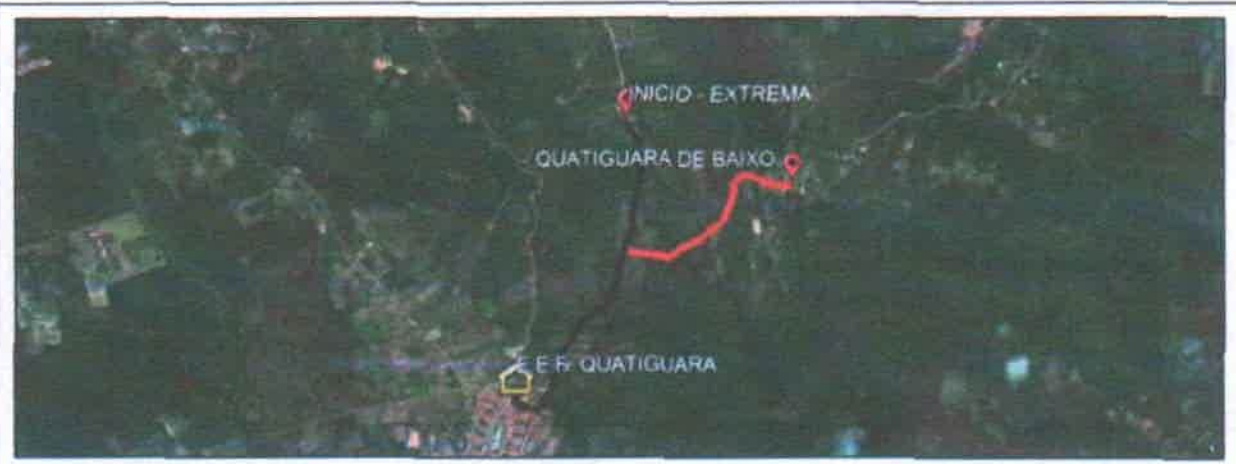 INICIO - EXTREMA
QUATIGUARA DE BAIXO
E.E.F. QUATIGUARA